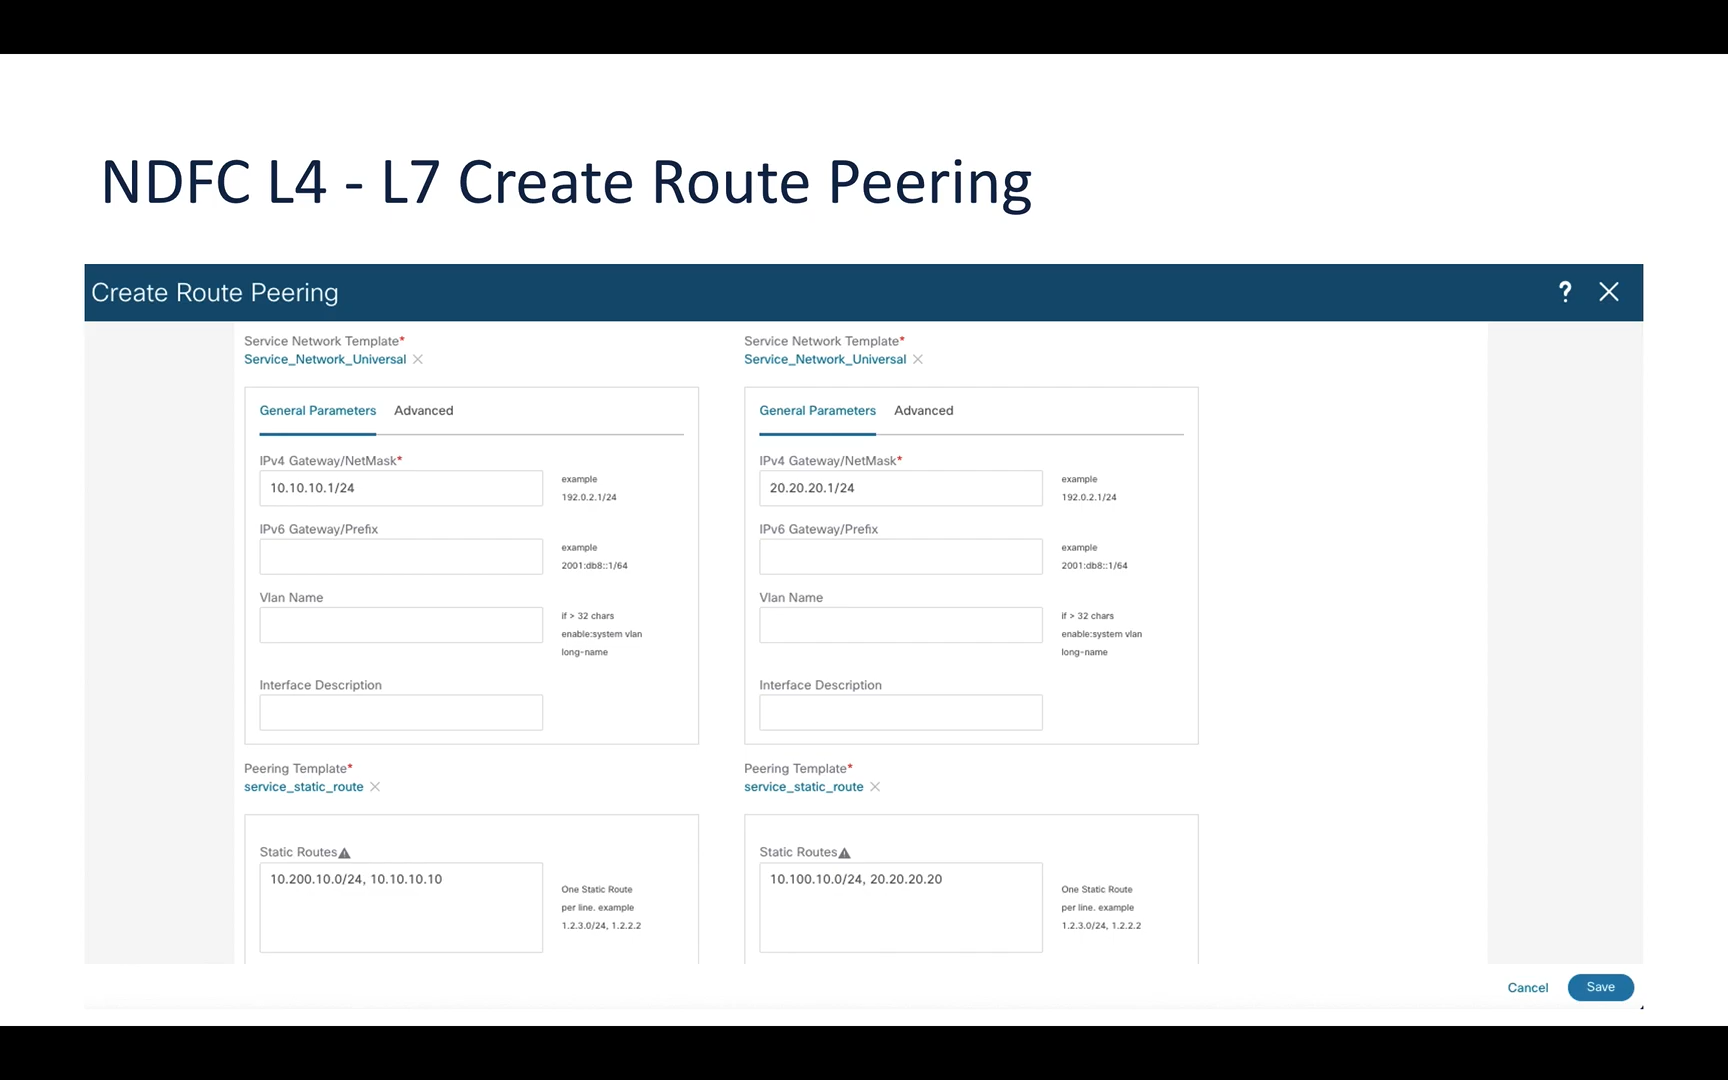 NDFC L4 - L7 Create Route Peering
Create Route Peering
?
Service Network Template*
Service_Network_Universal
General Parameters Advanced
IPv4 Gateway/NetMask*
10.10.10.1/24
example
192.0.2.1/24
IPv6 Gateway/Prefix
example
2001:db8::1/64
Vlan Name
if > 32 chars
enable:system vlan
long-name
Interface Description
Peering Template*
service_static_route
Static Routes
10.200.10.0/24, 10.10.10.10
One Static Route
per line. example
1.2.3.0/24, 1.2.2.2
Service Network Template*
Service_Network_Universal
General Parameters Advanced
IPv4 Gateway/NetMask*
20.20.20.1/24
example
192.0.2.1/24
IPv6 Gateway/Prefix
example
2001:db8::1/64
Vlan Name
if > 32 chars
enable:system vlan
long-name
Interface Description
Peering Template*
service_static_route
Static Routes
10.100.10.0/24, 20.20.20.20
One Static Route
per line. example
1.2.3.0/24, 1.2.2.2
Cancel Save